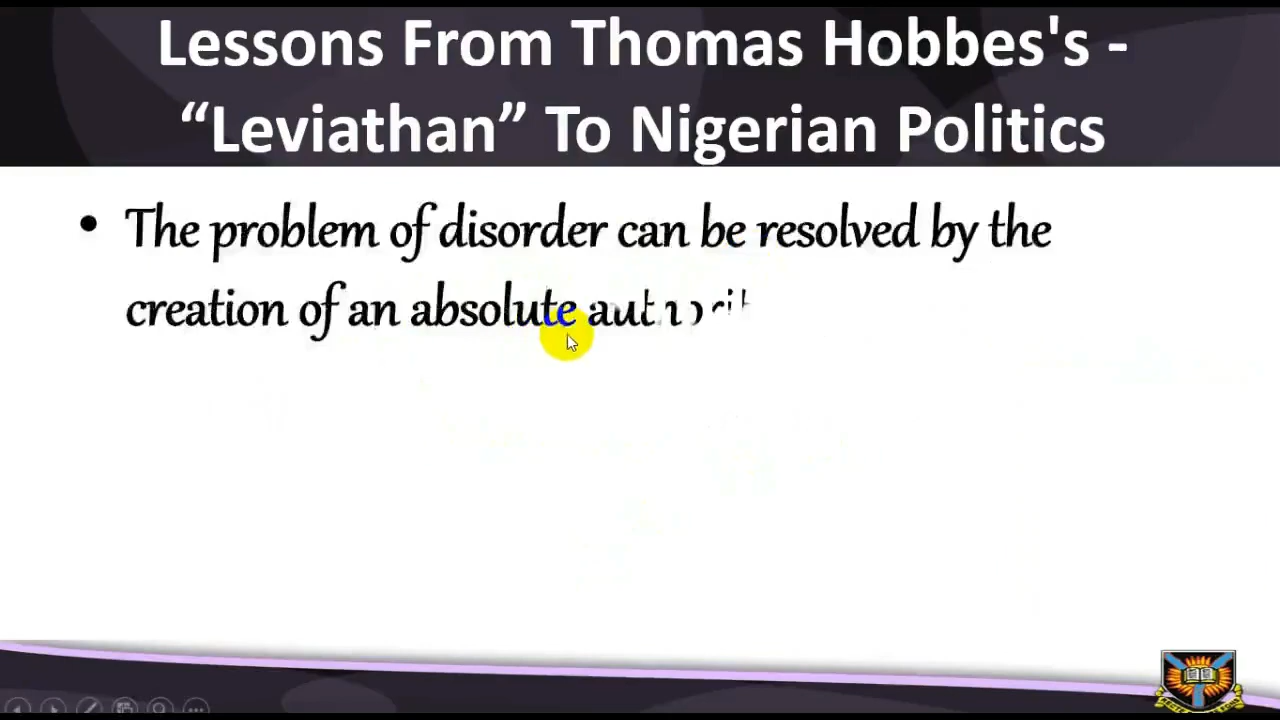 Lessons From Thomas Hobbes's -
“Leviathan” To Nigerian Politics
• The problem of disorder can be resolved by the
creation of an absolute